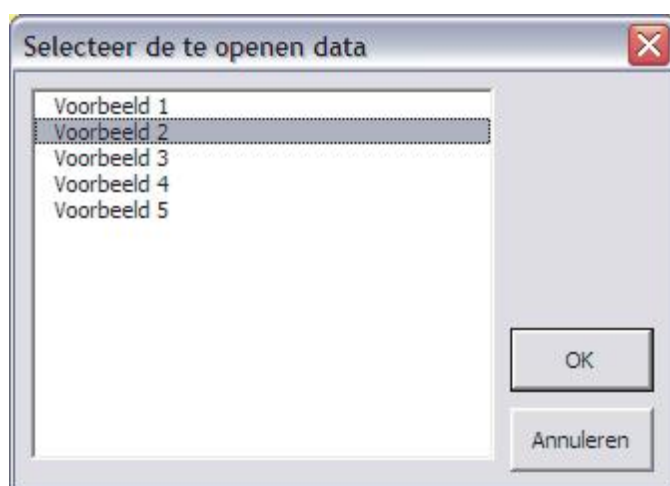 Selecteer de te openen data
Voorbeeld 1
Voorbeeld 2
Voorbeeld 3
Voorbeeld 4
Voorbeeld 5
OK
Annuleren